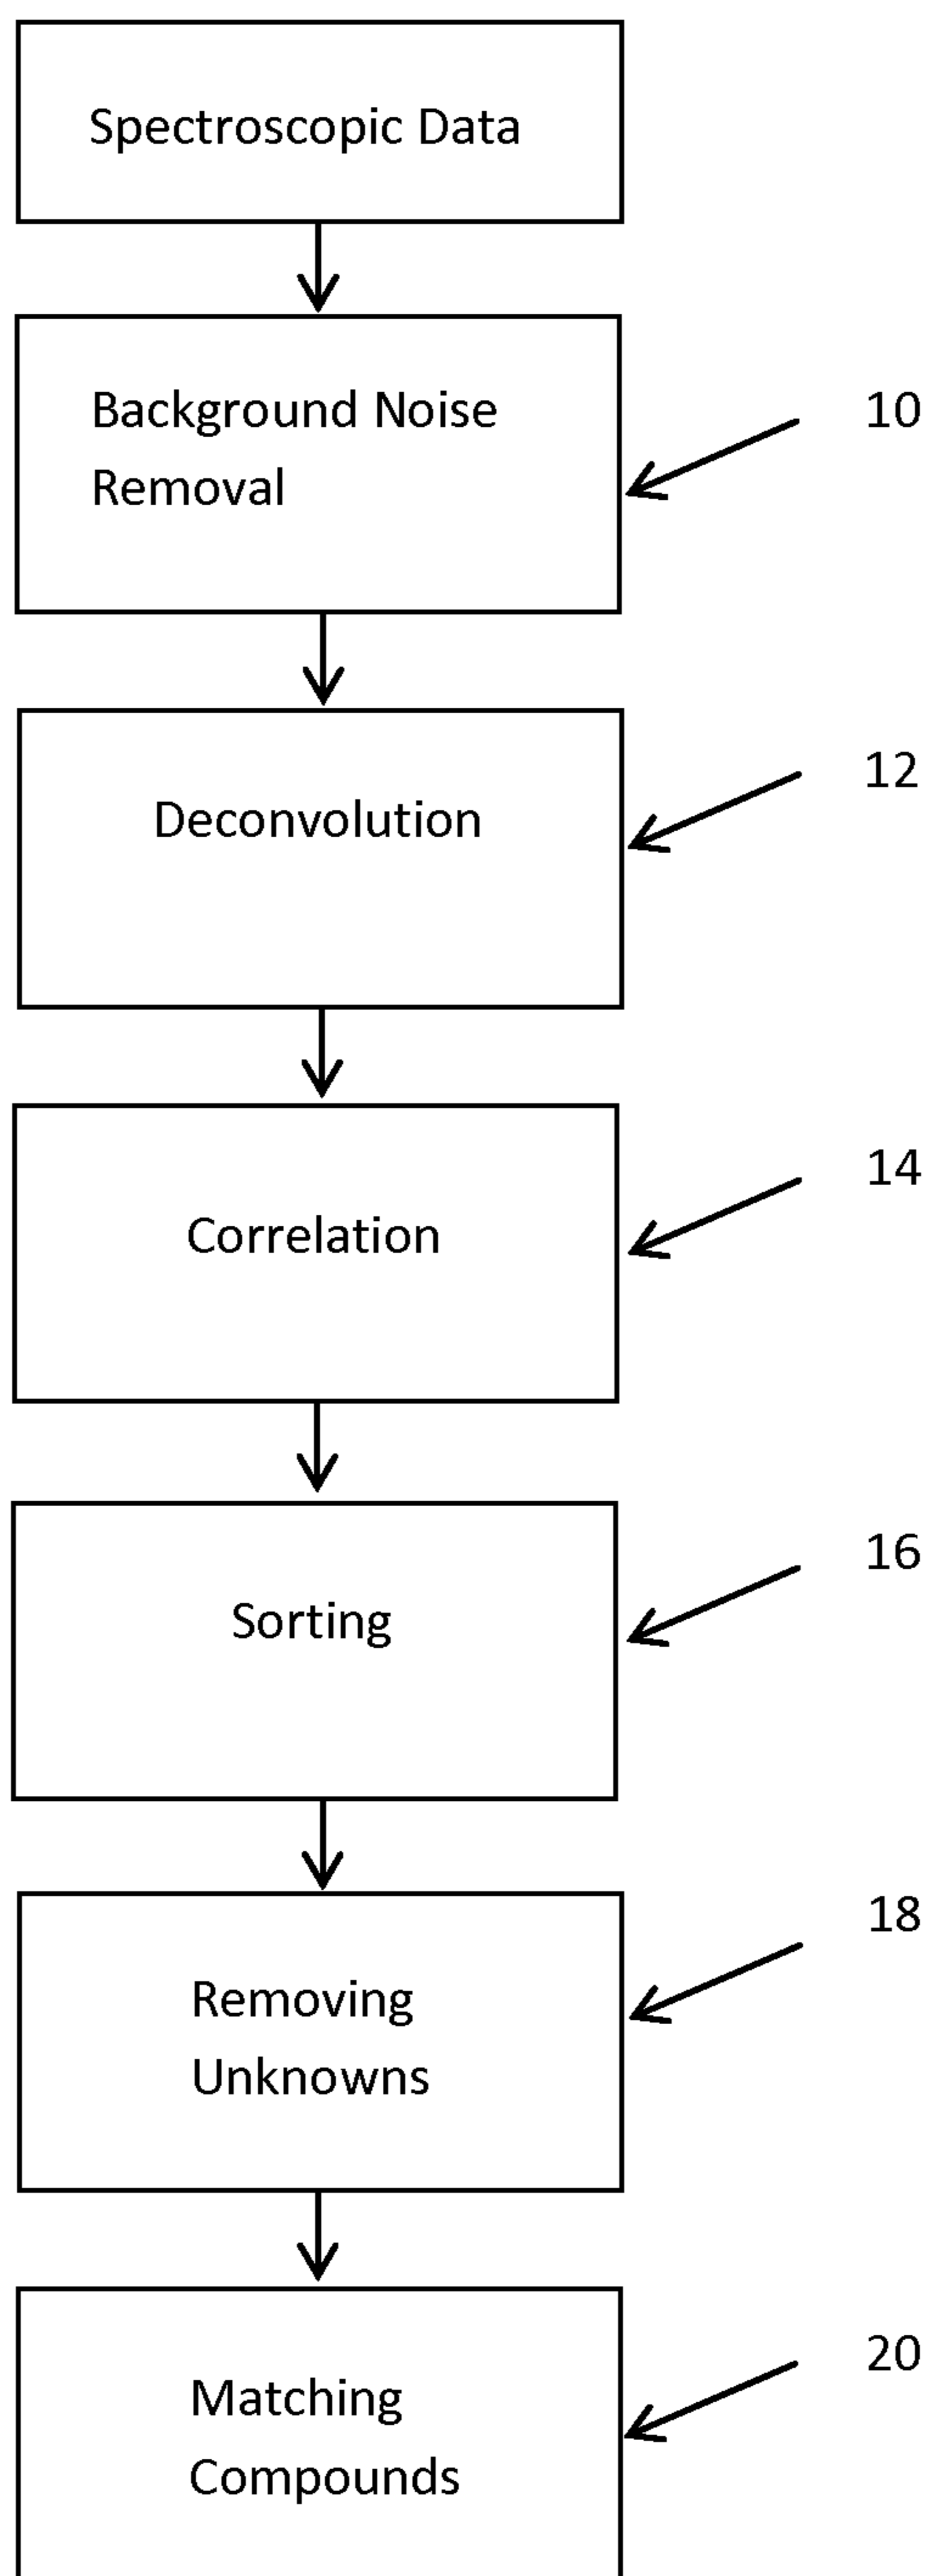 Spectroscopic Data
Background Noise
Removal
10
Deconvolution
12
Correlation
14
Sorting
16
Removing
Unknowns
18
Matching
Compounds
20